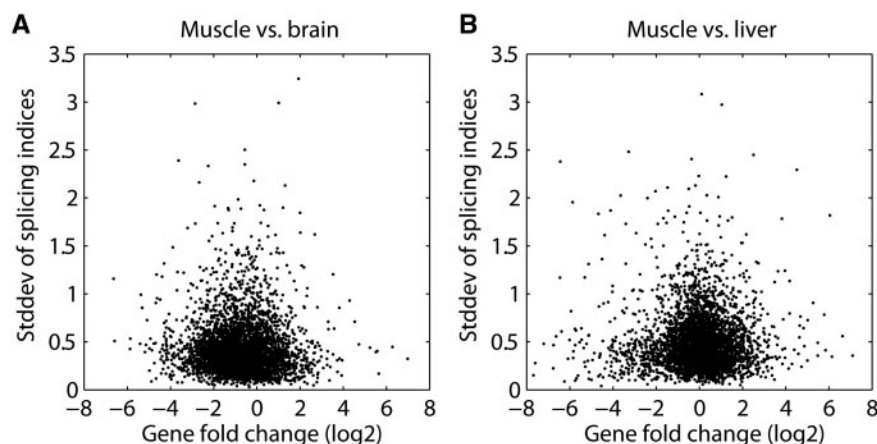 A
Muscle vs. brain
Stddev of splicing indices
3.5
3
2.5
2
1.5
1
0.5
0
−8 −6 −4 −2 0 2 4 6 8
Gene fold change (log2)
B
Muscle vs. liver
Stddev of splicing indices
3.5
3
2.5
2
1.5
1
0.5
0
−8 −6 −4 −2 0 2 4 6 8
Gene fold change (log2)